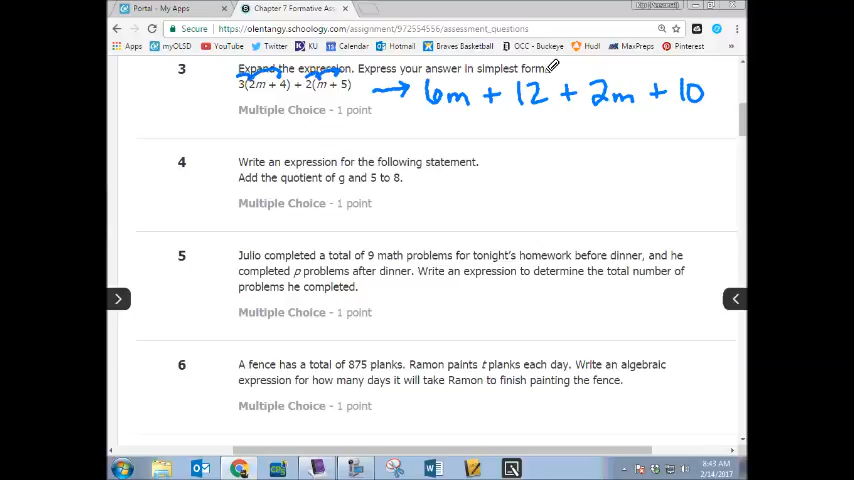 Portal - My Apps
Chapter 7 Formative Ass
Secure
https://olentangy.schoology.com/assignment/972554556/assessment_questions
Apps
myOLSD
YouTube
Twitter
KU
Calendar
Hotmail
Braves Basketball
OCC - Buckeye
Hudl
MaxPreps
Pinterest
3
Expand the expression. Express your answer in simplest form.
3(2m + 4) + 2(m + 5) → 6m + 12 + 2m + 10
Multiple Choice - 1 point
4
Write an expression for the following statement.
Add the quotient of g and 5 to 8.
Multiple Choice - 1 point
5
Julio completed a total of 9 math problems for tonight's homework before dinner, and he
completed p problems after dinner. Write an expression to determine the total number of
problems he completed.
Multiple Choice - 1 point
6
A fence has a total of 875 planks. Ramon paints t planks each day. Write an algebraic
expression for how many days it will take Ramon to finish painting the fence.
Multiple Choice - 1 point
8:43 AM
2/14/2017